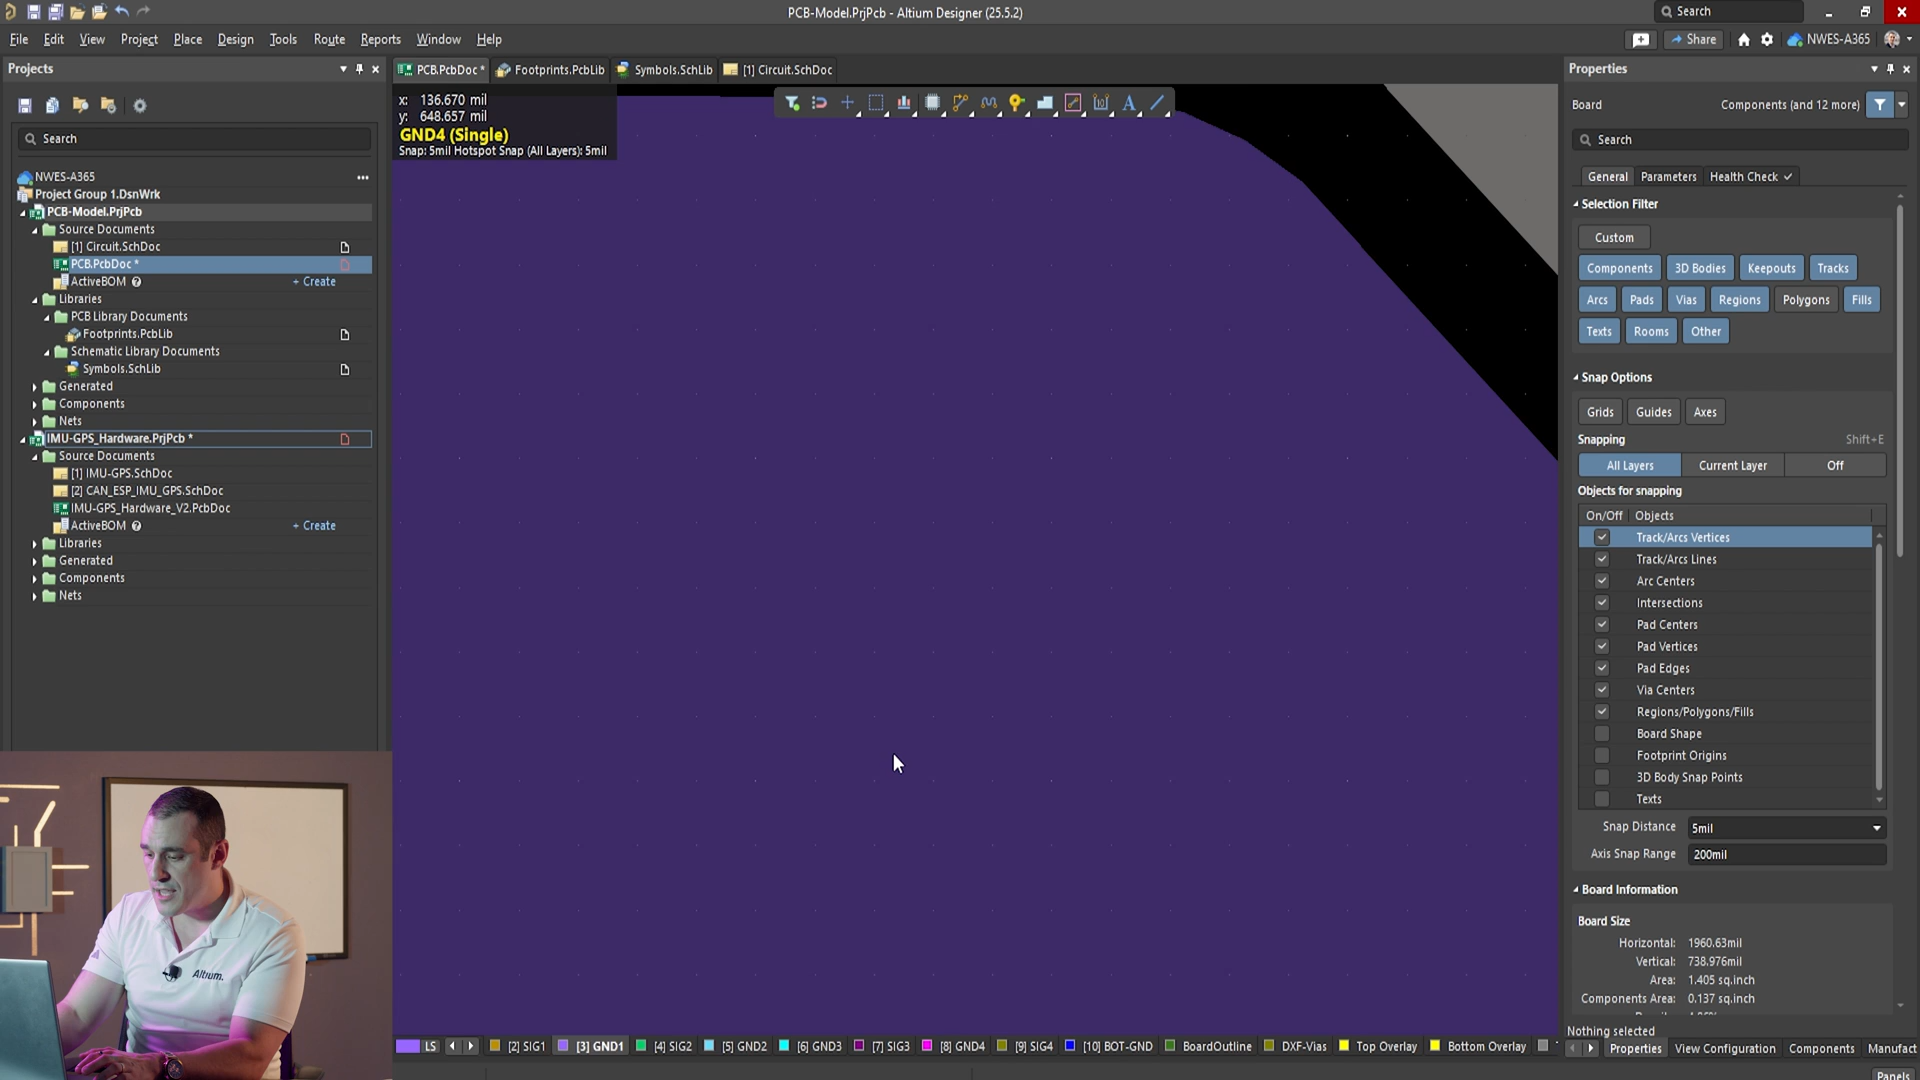 PCB-Model.PrjPcb - Altium Designer (25.5.2)
Search
File Edit View Project Place Design Tools Route Reports Window Help
Share
NWES-A365
Projects
PCB.PcbDoc *
Footprints.PcbLib
Symbols.SchLib
[1] Circuit.SchDoc
Search
NWES-A365
Project Group 1.DsnWrk
PCB-Model.PrjPcb
Source Documents
[1] Circuit.SchDoc
PCB.PcbDoc *
ActiveBOM
+ Create
Libraries
PCB Library Documents
Footprints.PcbLib
Schematic Library Documents
Symbols.SchLib
Generated
Components
Nets
IMU-GPS_Hardware.PrjPcb *
Source Documents
[1] IMU-GPS.SchDoc
[2] CAN_ESP_IMU_GPS.SchDoc
IMU-GPS_Hardware_V2.PcbDoc
ActiveBOM
+ Create
Libraries
Generated
Components
Nets
x: 136.670 mil
y: 648.657 mil
GND4 (Single)
Snap: 5mil Hotspot Snap (All Layers): 5mil
Altium.
LS
[2] SIG1
[3] GND1
[4] SIG2
[5] GND2
[6] GND3
[7] SIG3
[8] GND4
[9] SIG4
[10] BOT-GND
BoardOutline
DXF-Vias
Top Overlay
Bottom Overlay
Properties
Board
Components (and 12 more)
Search
General Parameters Health Check
Selection Filter
Custom
Components 3D Bodies Keepouts Tracks
Arcs Pads Vias Regions Polygons Fills
Texts Rooms Other
Snap Options
Grids Guides Axes
Snapping
Shift+E
All Layers Current Layer Off
Objects for snapping
On/Off Objects
Track/Arcs Vertices
Track/Arcs Lines
Arc Centers
Intersections
Pad Centers
Pad Vertices
Pad Edges
Via Centers
Regions/Polygons/Fills
Board Shape
Footprint Origins
3D Body Snap Points
Texts
Snap Distance 5mil
Axis Snap Range 200mil
Board Information
Board Size
Horizontal: 1960.63mil
Vertical: 738.976mil
Area: 1.405 sq.inch
Components Area: 0.137 sq.inch
Nothing selected
Properties View Configuration Components Manufact
Panels